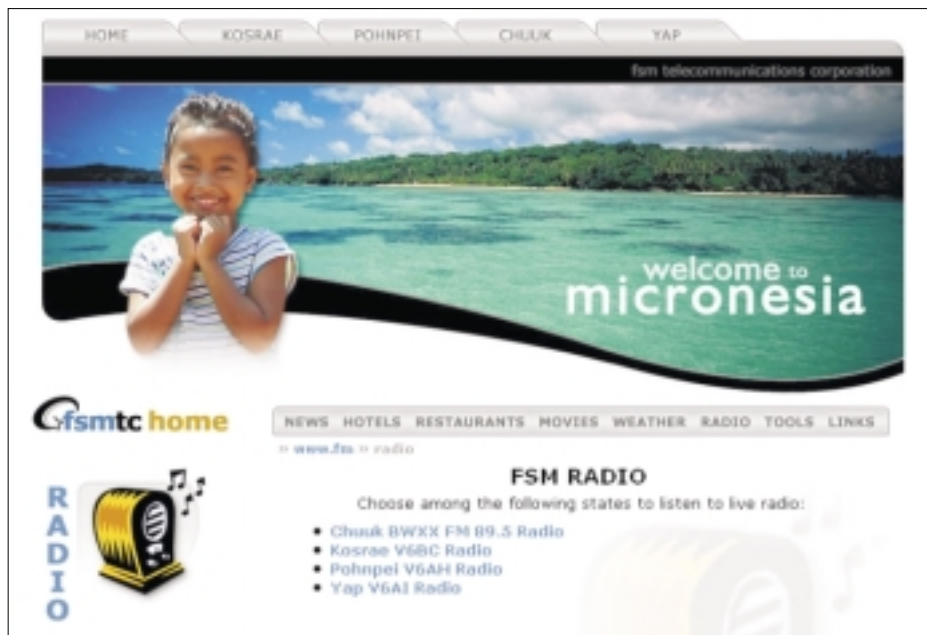 HOME KOSRAE POHNPEI CHUUK YAP
fsm telecommunications corporation
welcome to
micronesia
fsmtc home
NEWS HOTELS RESTAURANTS MOVIES WEATHER RADIO TOOLS LINKS
» www.fm » radio
RADIO
FSM RADIO
Choose among the following states to listen to live radio:
• Chuuk BWXX FM 89.5 Radio
• Kosrae V6BC Radio
• Pohnpei V6AH Radio
• Yap V6AI Radio